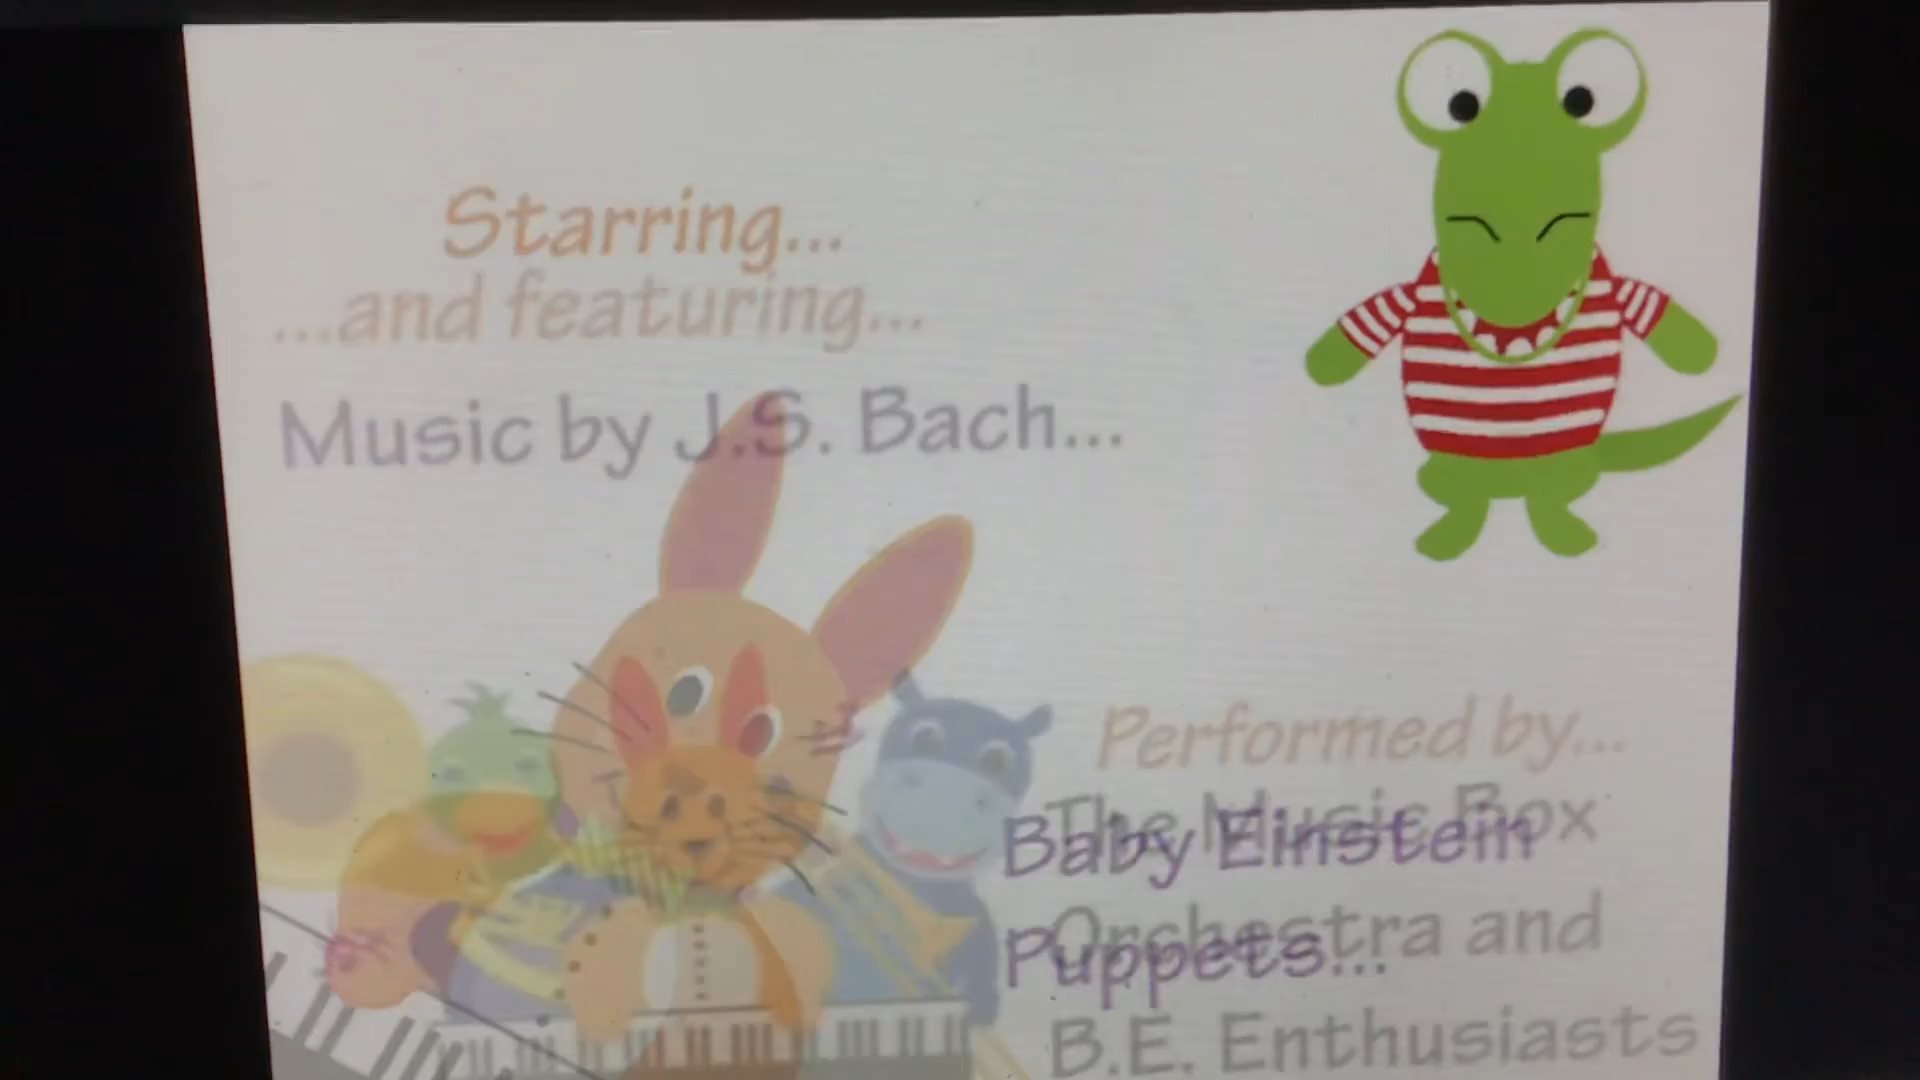 Starring...
...and featuring...
Music by J.S. Bach...
Performed by...
The Music Box
Baby Einstein
Orchestra and
Puppets...
B.E. Enthusiasts